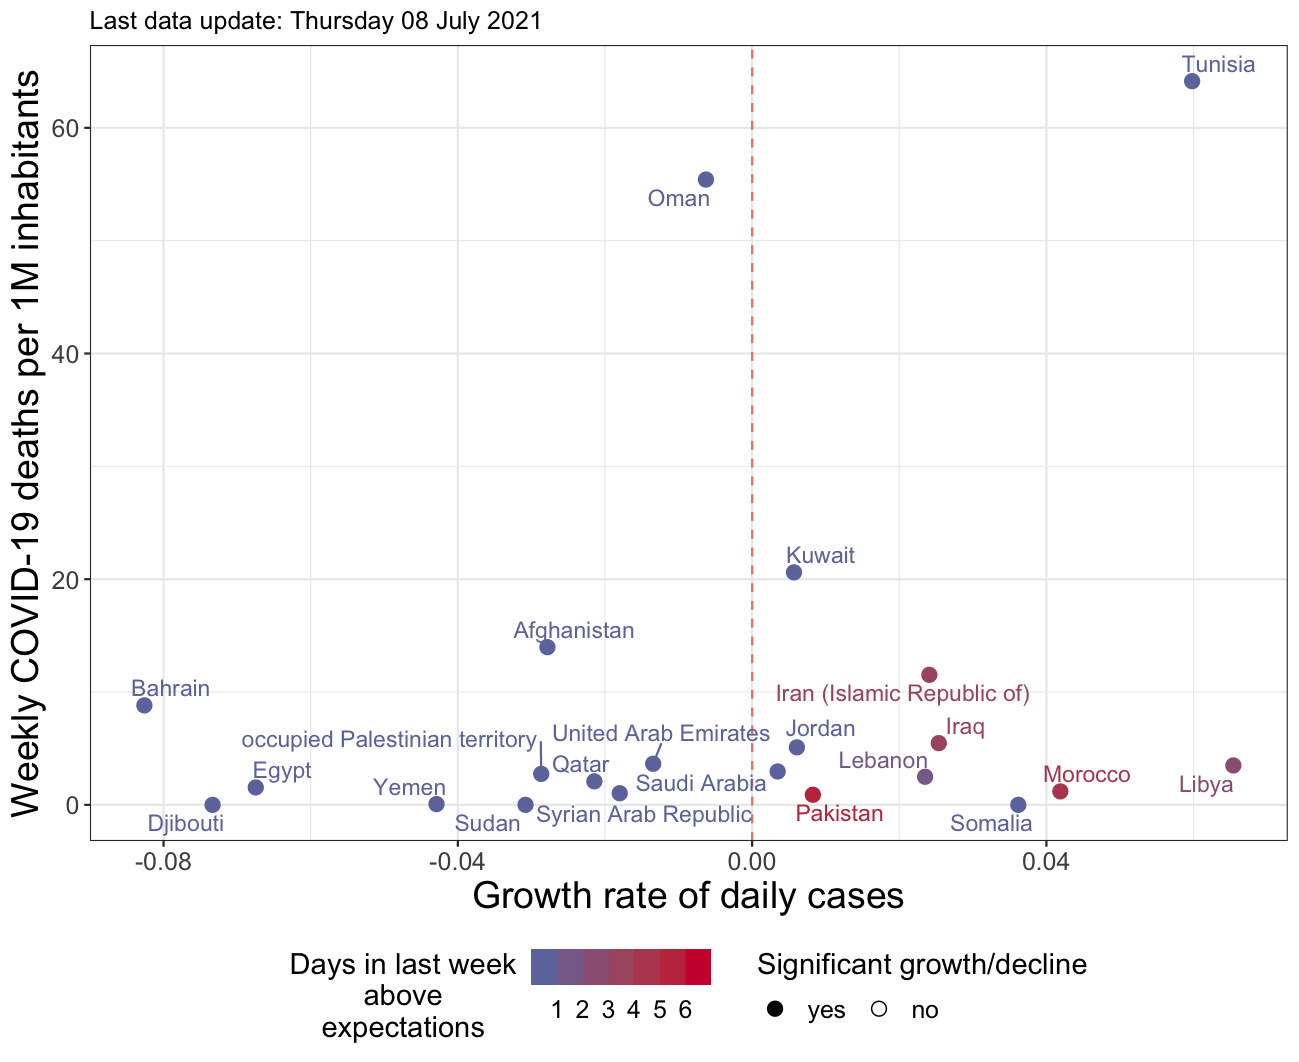 Last data update: Thursday 08 July 2021
Weekly COVID-19 deaths per 1M inhabitants
60
40
20
0
Tunisia
Oman
Kuwait
Afghanistan
Bahrain
Iran (Islamic Republic of)
Iraq
Jordan
United Arab Emirates
occupied Palestinian territory
Lebanon
Qatar
Egypt
Morocco
Saudi Arabia
Libya
Yemen
Pakistan
Syrian Arab Republic
Djibouti
Sudan
Somalia
-0.08
-0.04
0.00
0.04
Growth rate of daily cases
Days in last week
above
expectations
1 2 3 4 5 6
Significant growth/decline
yes no